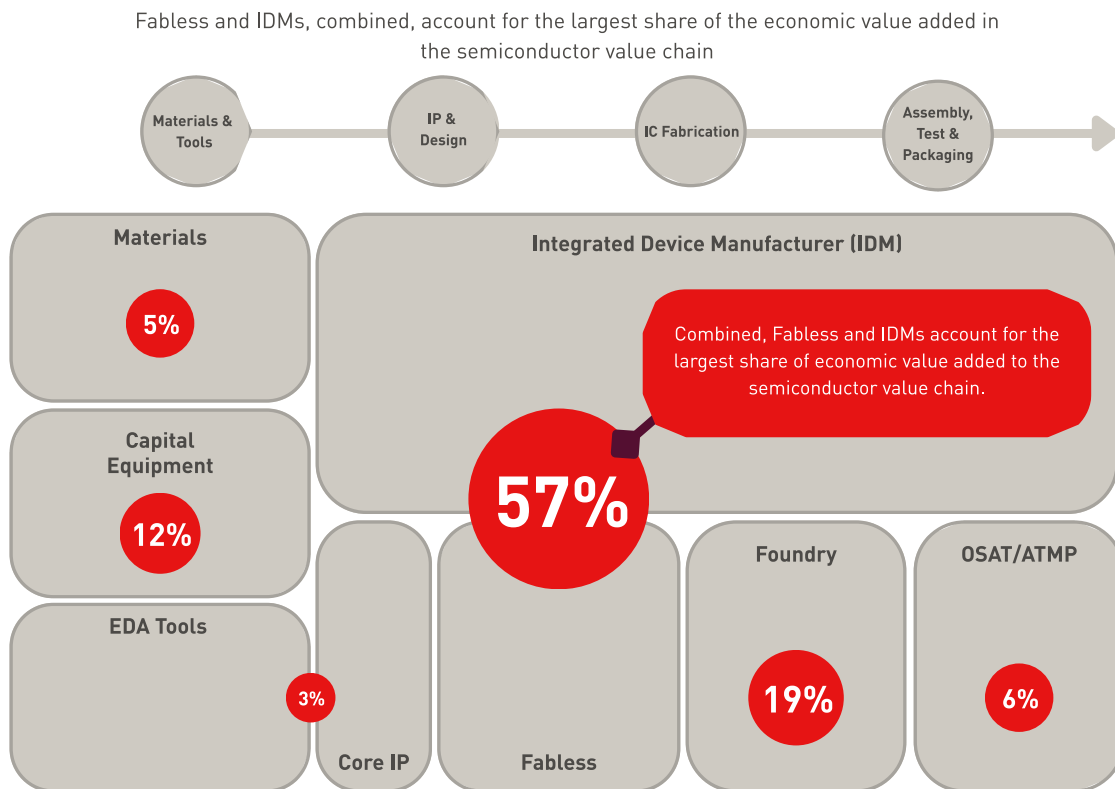 Fabless and IDMs, combined, account for the largest share of the economic value added in
the semiconductor value chain
Materials &
Tools
IP &
Design
IC Fabrication
Assembly,
Test &
Packaging
Materials
5%
Integrated Device Manufacturer (IDM)
Combined, Fabless and IDMs account for the
largest share of economic value added to the
semiconductor value chain.
57%
Capital
Equipment
12%
EDA Tools
3%
Core IP
Fabless
Foundry
19%
OSAT/ATMP
6%